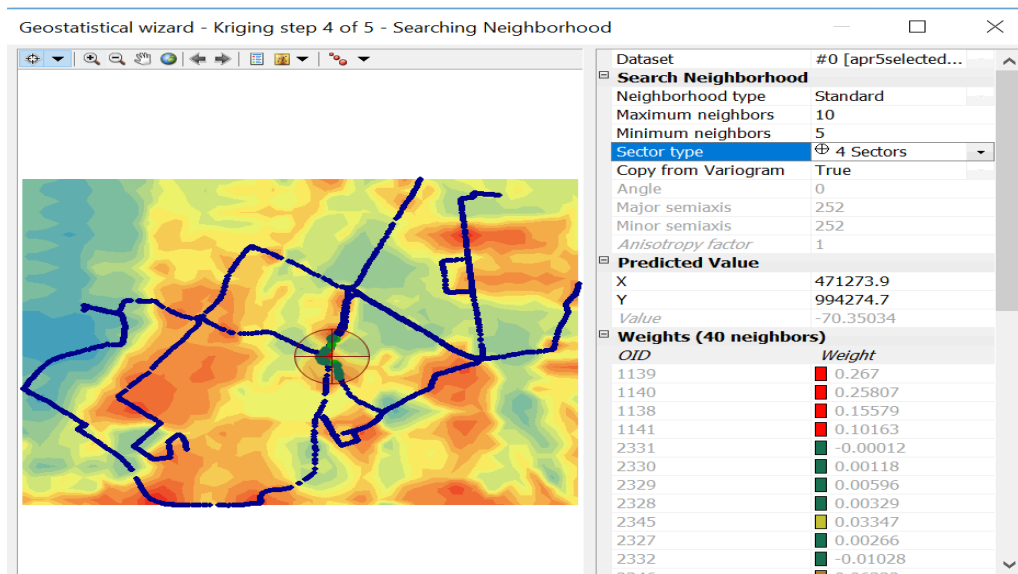 Geostatistical wizard - Kriging step 4 of 5 - Searching Neighborhood
Dataset #0 [apr5selected...
Search Neighborhood
Neighborhood type Standard
Maximum neighbors 10
Minimum neighbors 5
Sector type 4 Sectors
Copy from Variogram True
Angle 0
Major semiaxis 252
Minor semiaxis 252
Anisotropy factor 1
Predicted Value
X 471273.9
Y 994274.7
Value -70.35034
Weights (40 neighbors)
OID Weight
1139 0.267
1140 0.25807
1138 0.15579
1141 0.10163
2331 -0.00012
2330 0.00118
2329 0.00596
2328 0.00329
2345 0.03347
2327 0.00266
2332 -0.01028